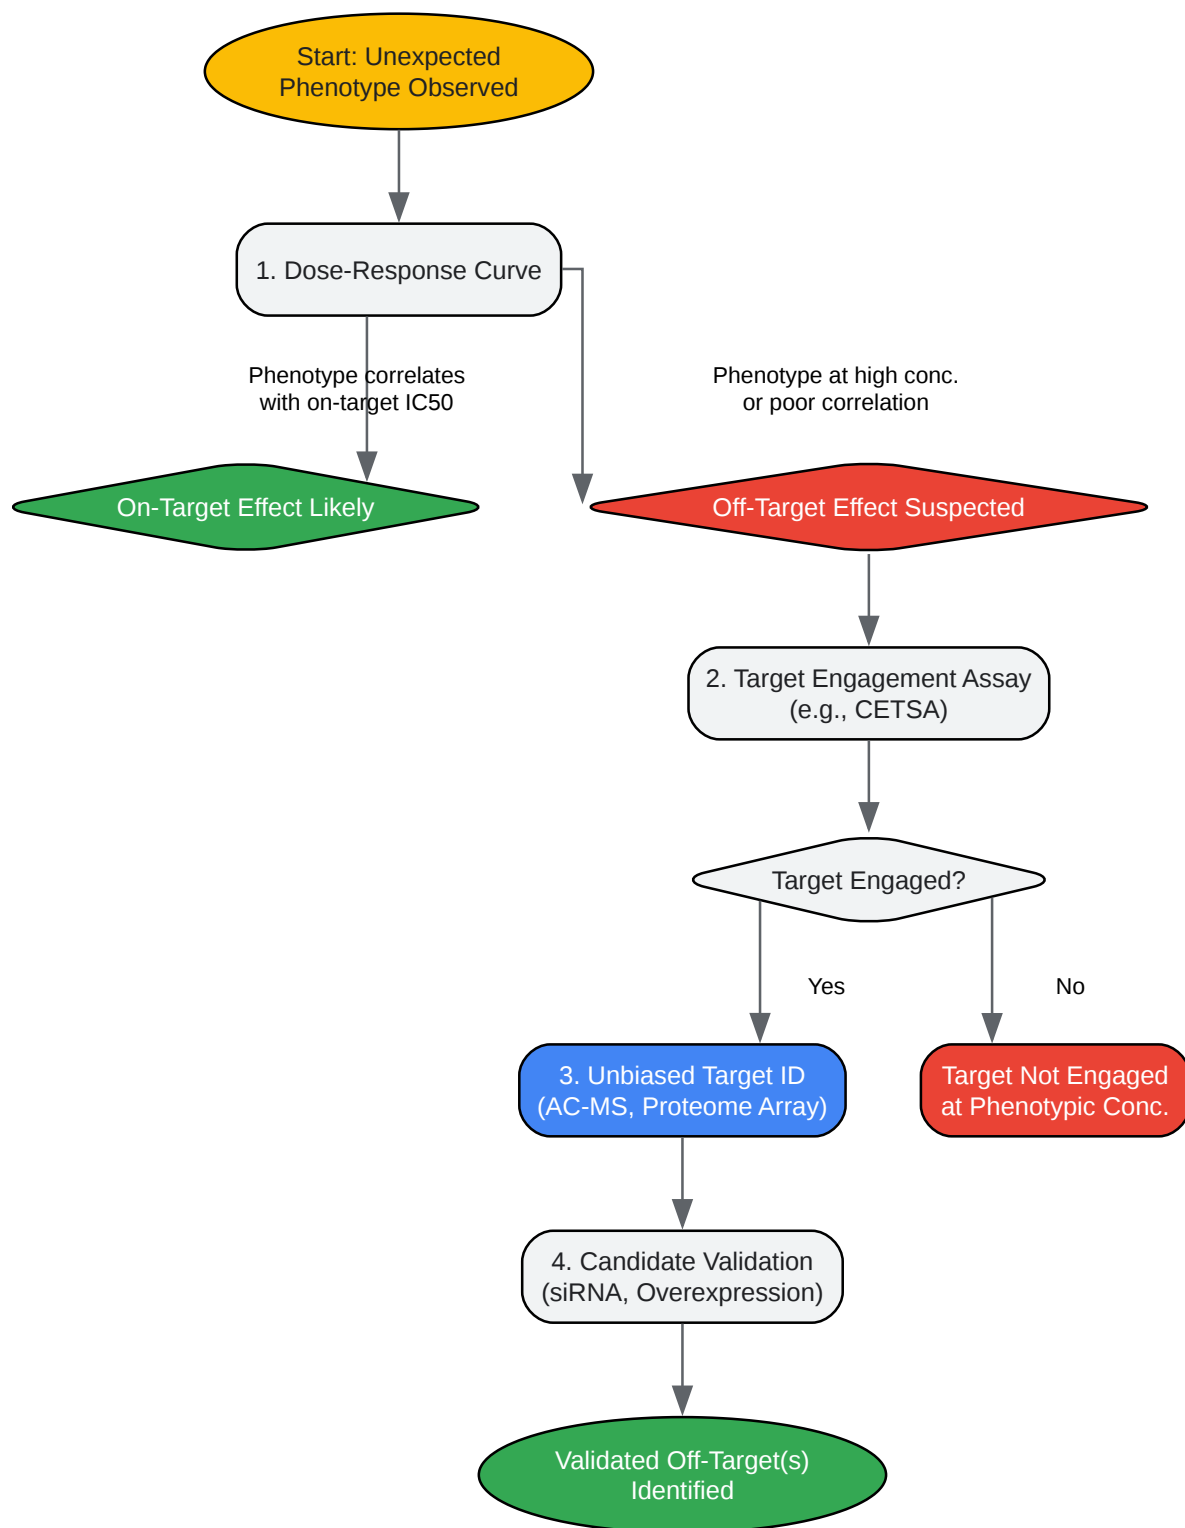 Start: Unexpected
Phenotype Observed
1. Dose-Response Curve
Phenotype correlates
with on-target IC50
Phenotype at high conc.
or poor correlation
On-Target Effect Likely
Off-Target Effect Suspected
2. Target Engagement Assay
(e.g., CETSA)
Target Engaged?
Yes
No
3. Unbiased Target ID
(AC-MS, Proteome Array)
Target Not Engaged
at Phenotypic Conc.
4. Candidate Validation
(siRNA, Overexpression)
Validated Off-Target(s)
Identified